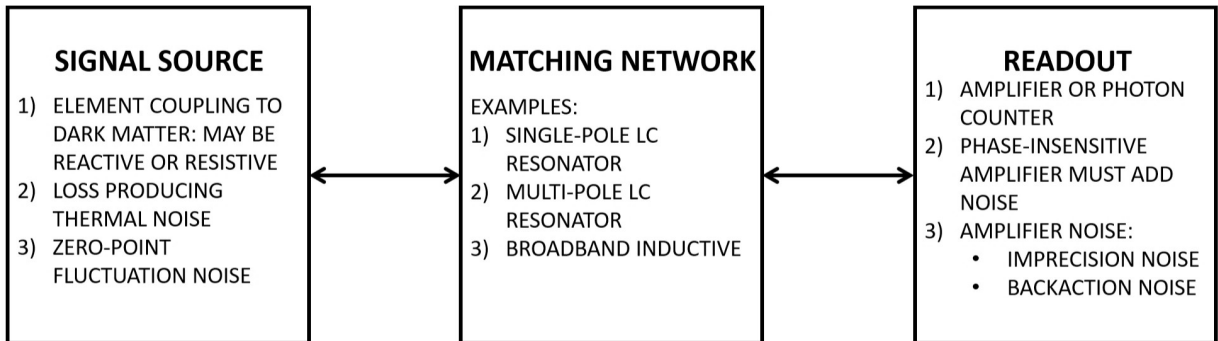 SIGNAL SOURCE
1) ELEMENT COUPLING TO
DARK MATTER: MAY BE
REACTIVE OR RESISTIVE
2) LOSS PRODUCING
THERMAL NOISE
3) ZERO-POINT
FLUCTUATION NOISE
MATCHING NETWORK
EXAMPLES:
1) SINGLE-POLE LC
RESONATOR
2) MULTI-POLE LC
RESONATOR
3) BROADBAND INDUCTIVE
READOUT
1) AMPLIFIER OR PHOTON
COUNTER
2) PHASE-INSENSITIVE
AMPLIFIER MUST ADD
NOISE
3) AMPLIFIER NOISE:
• IMPRECISION NOISE
• BACKACTION NOISE